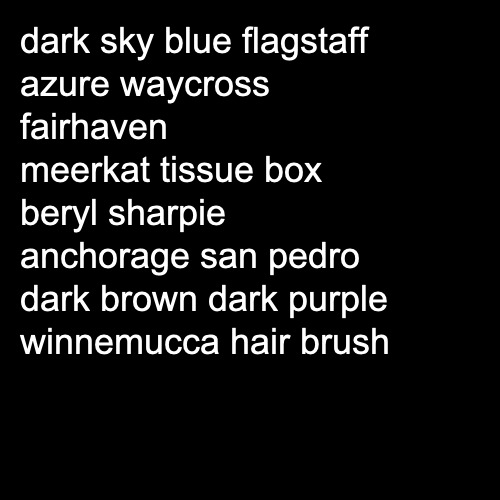 dark sky blue flagstaff
azure waycross
fairhaven
meerkat tissue box
beryl sharpie
anchorage san pedro
dark brown dark purple
winnemucca hair brush